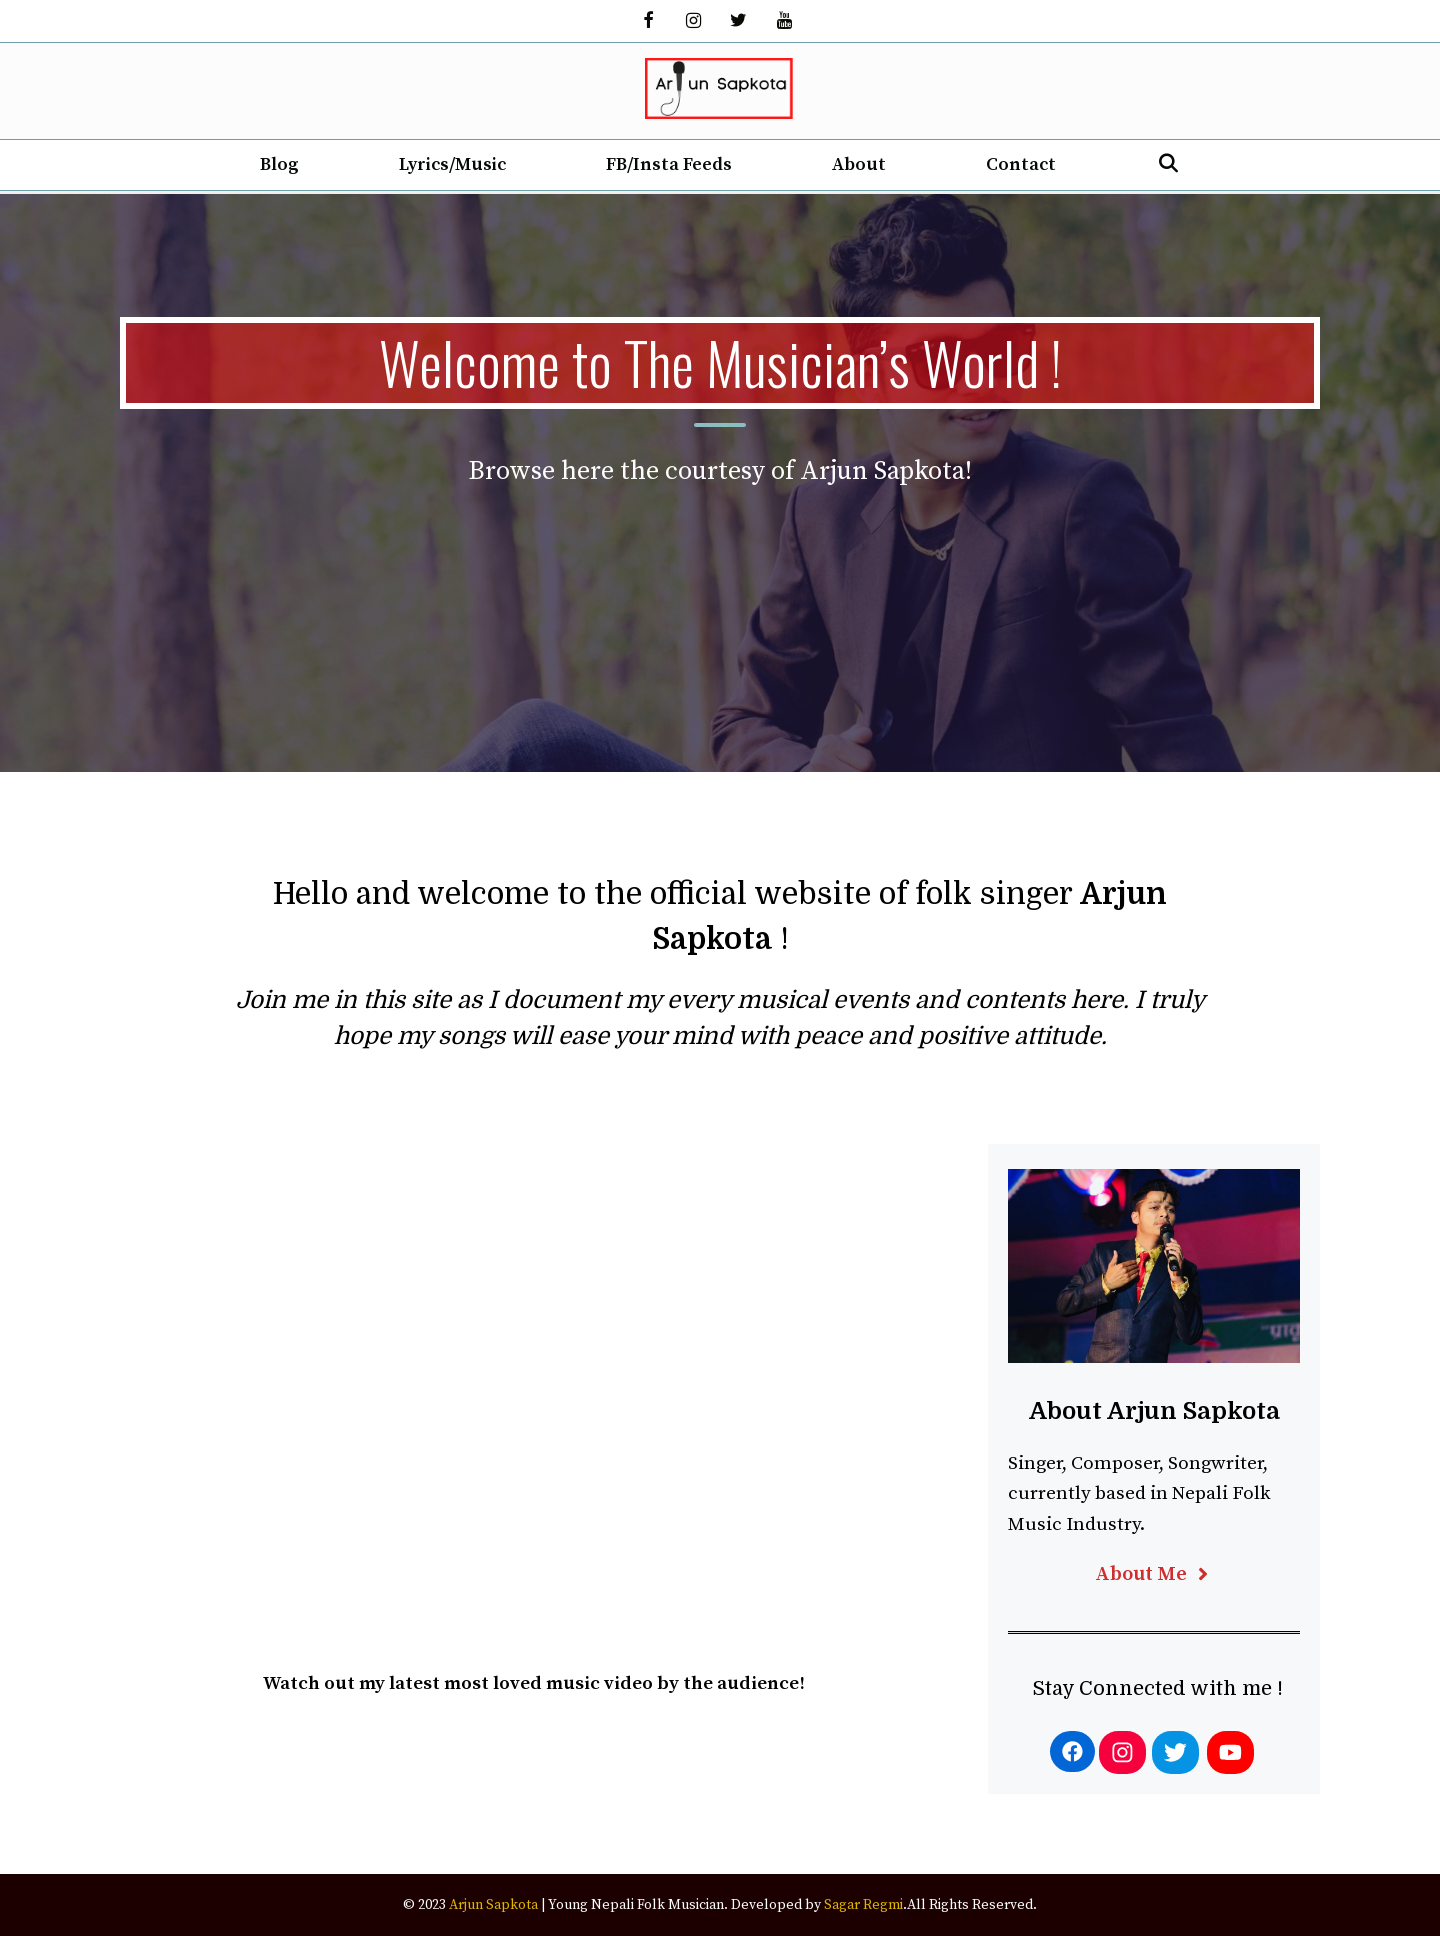 You
Tube
Ar un Sapkota
Blog Lyrics/Music FB/Insta Feeds About Contact
Welcome to The Musician’s World !
Browse here the courtesy of Arjun Sapkota!
Hello and welcome to the official website of folk singer Arjun
Sapkota !
Join me in this site as I document my every musical events and contents here. I truly
hope my songs will ease your mind with peace and positive attitude.
About Arjun Sapkota
Singer, Composer, Songwriter,
currently based in Nepali Folk
Music Industry.
About Me
Watch out my latest most loved music video by the audience!
Stay Connected with me !
© 2023 Arjun Sapkota | Young Nepali Folk Musician. Developed by Sagar Regmi.All Rights Reserved.